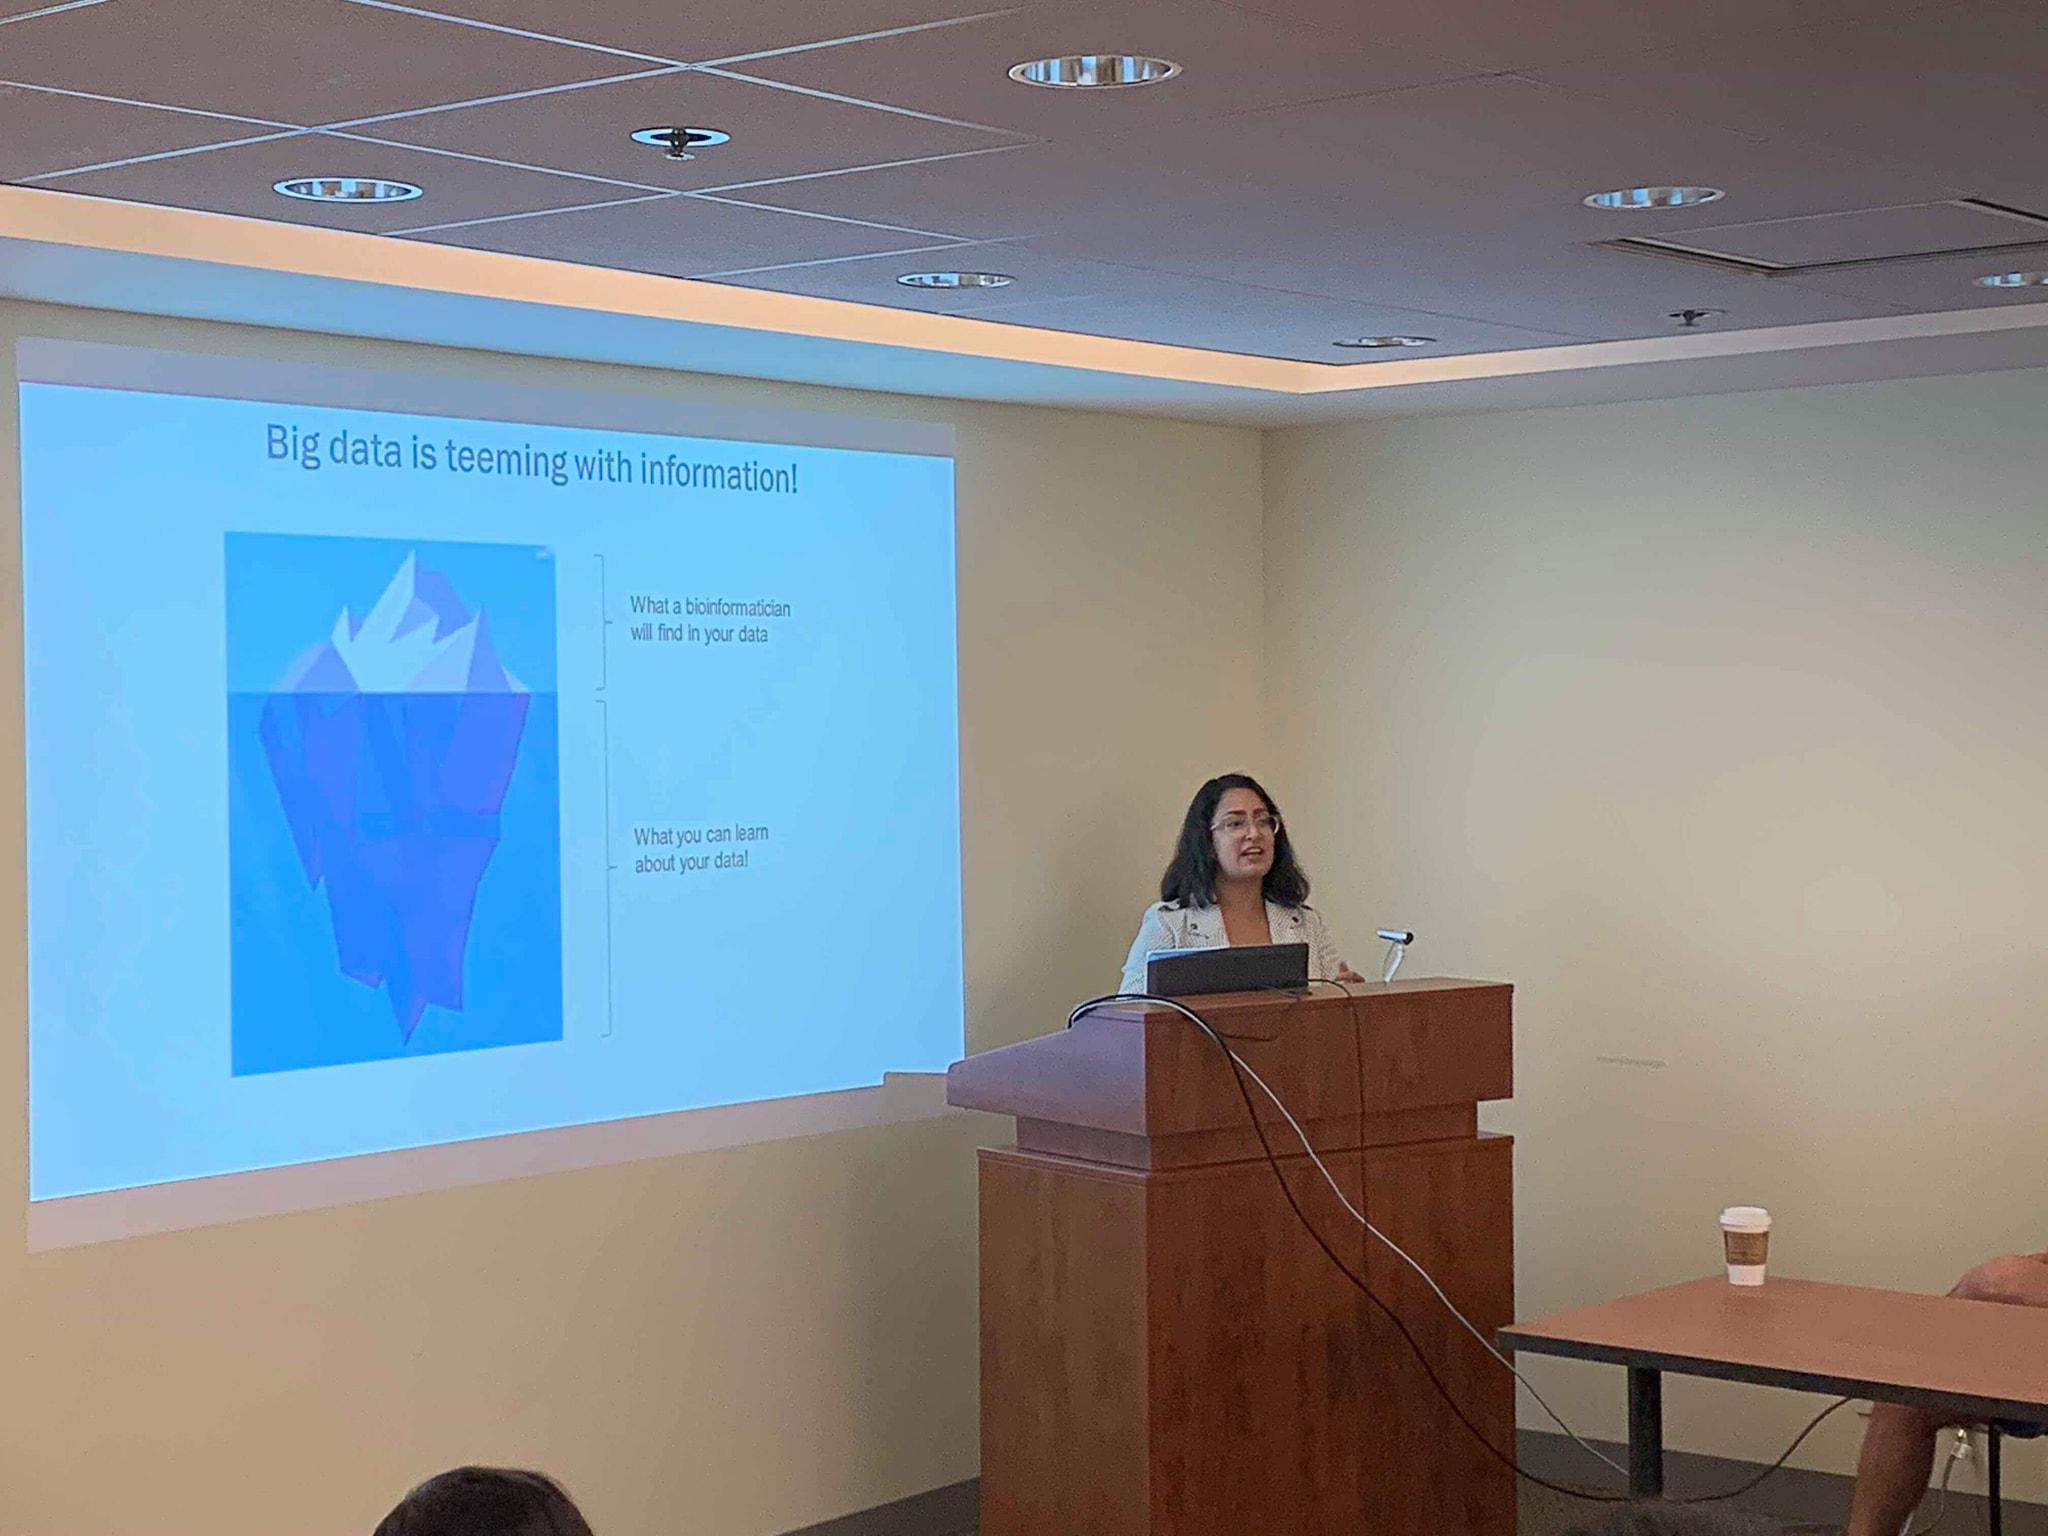 Big data is teeming with information!
What a bioinformatician
will find in your data
What you can learn
about your data!